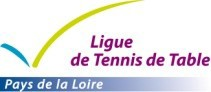 Ligue
de Tennis de Table
Pays de la Loire